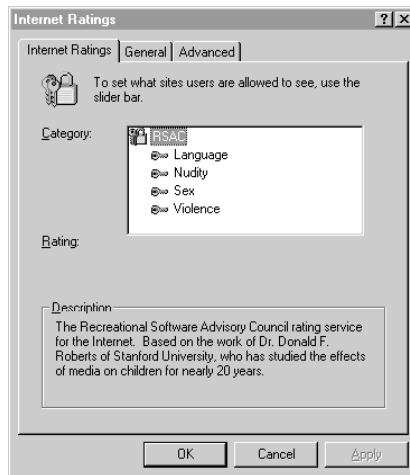 Internet Ratings
Internet Ratings General Advanced
To set what sites users are allowed to see, use the
slider bar.
Category:
RSAC
Language
Nudity
Sex
Violence
Rating:
Description
The Recreational Software Advisory Council rating service
for the Internet. Based on the work of Dr. Donald F.
Roberts of Stanford University, who has studied the effects
of media on children for nearly 20 years.
OK Cancel Apply